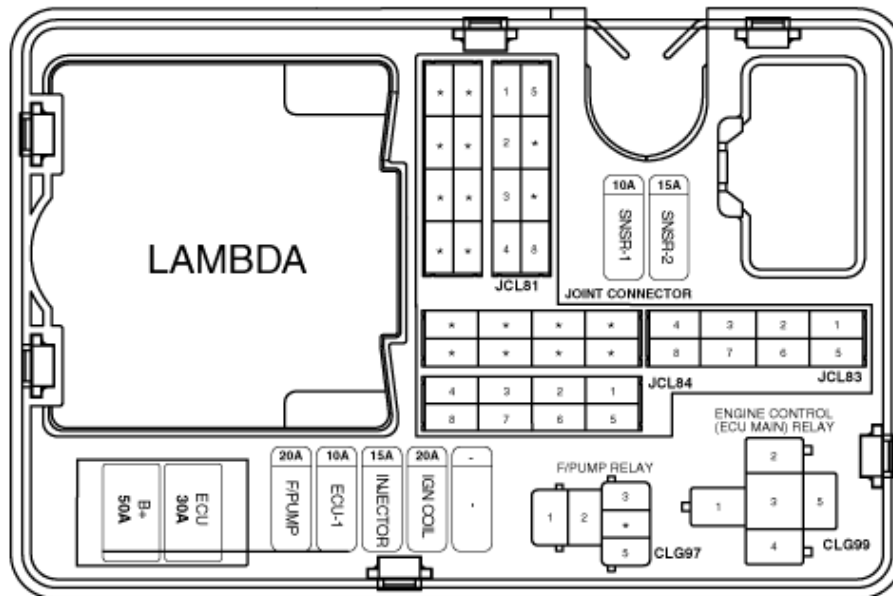 * * 1 5
* * 2 *
* * 3 *
* * 4 8
JCL81
10A 15A
SNSR-1 SNSR-2
LAMBDA
JOINT CONNECTOR
* * * * 4 3 2 1
* * * * 8 7 6 5
JCL84 JCL83
4 3 2 1
8 7 6 5
ENGINE CONTROL
(ECU MAIN) RELAY
20A 10A 15A 20A -
F/PUMP ECU-1 INJECTOR IGN COIL -
B+
50A
ECU
30A
F/PUMP RELAY
1 2 3
*
5
CLG97
2
1 3 5
4
CLG99